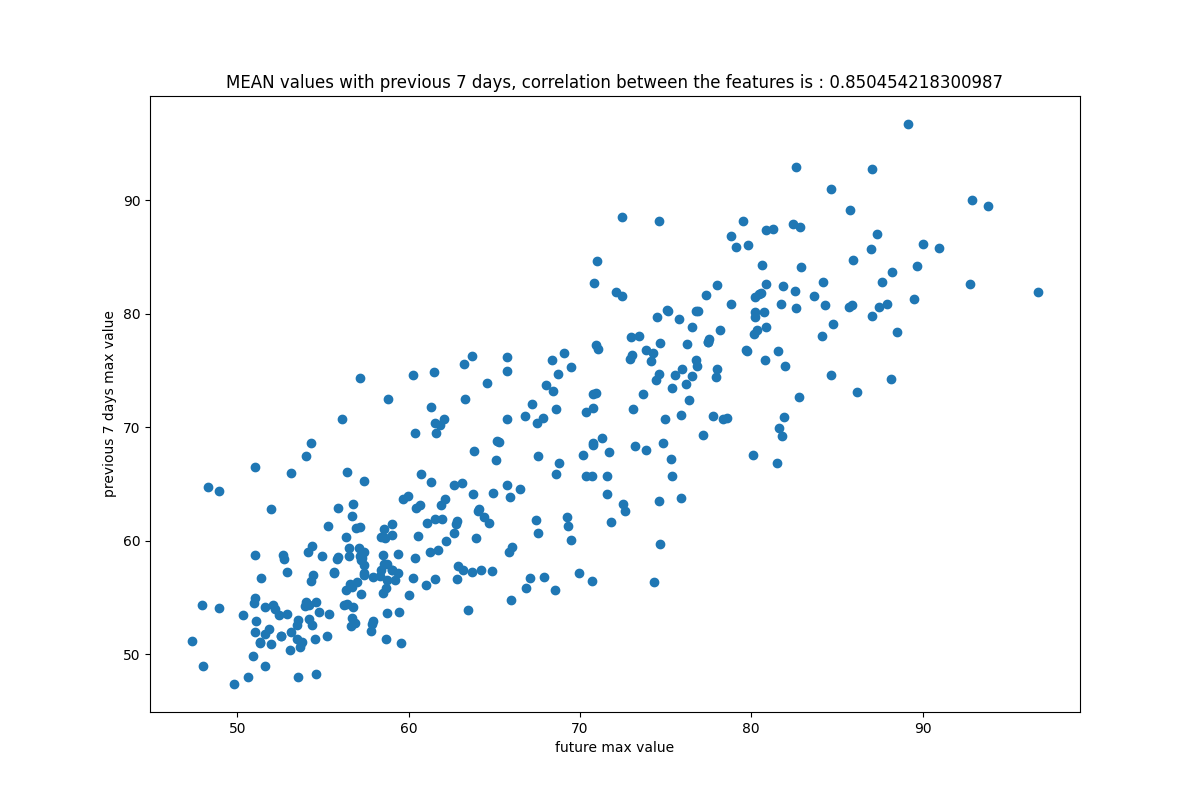 MEAN values with previous 7 days, correlation between the features is : 0.850454218300987
90
80
70
60
50
previous 7 days max value
50 60 70 80 90
future max value